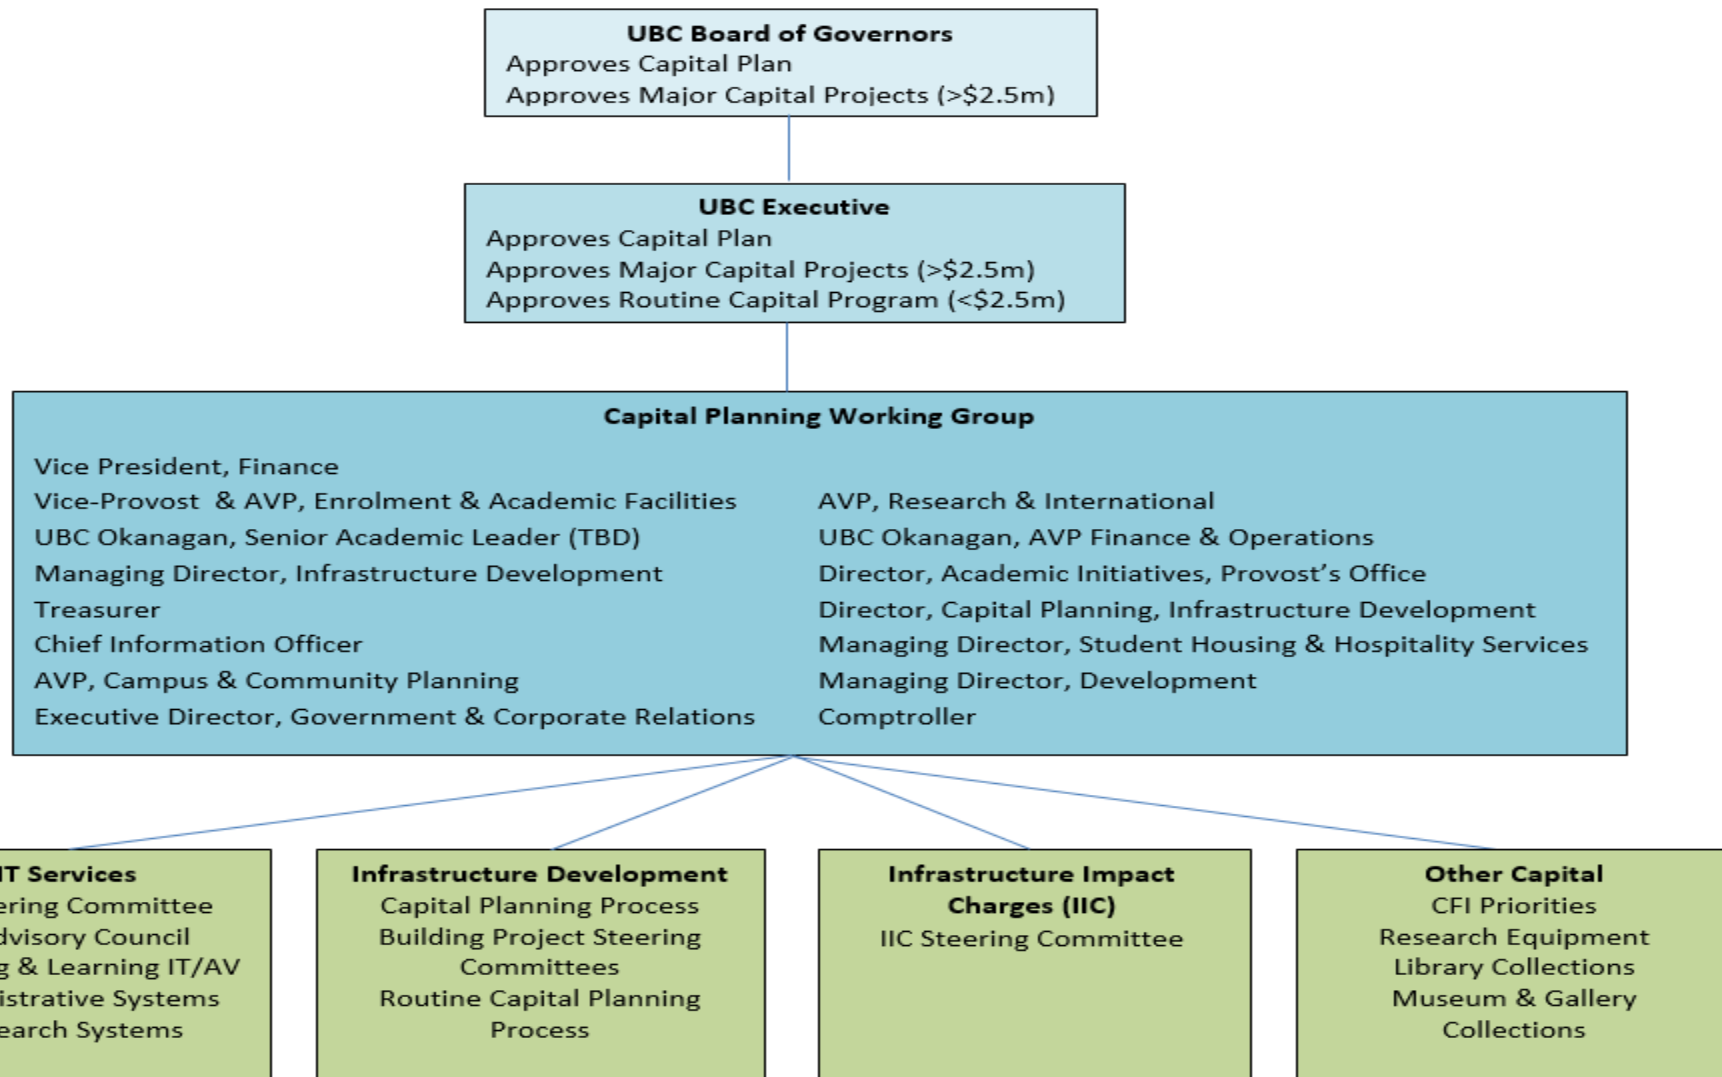 UBC Board of Governors
Approves Capital Plan
Approves Major Capital Projects (>$2.5m)
UBC Executive
Approves Capital Plan
Approves Major Capital Projects (>$2.5m)
Approves Routine Capital Program (<$2.5m)
Capital Planning Working Group
Vice President, Finance
Vice-Provost & AVP, Enrolment & Academic Facilities
UBC Okanagan, Senior Academic Leader (TBD)
Managing Director, Infrastructure Development
Treasurer
Chief Information Officer
AVP, Campus & Community Planning
Executive Director, Government & Corporate Relations
AVP, Research & International
UBC Okanagan, AVP Finance & Operations
Director, Academic Initiatives, Provost’s Office
Director, Capital Planning, Infrastructure Development
Managing Director, Student Housing & Hospitality Services
Managing Director, Development
Comptroller
IT Services
Committee
Council
& Learning IT/AV
Systems
Systems
Infrastructure Development
Capital Planning Process
Building Project Steering
Committees
Routine Capital Planning
Process
Infrastructure Impact
Charges (IIC)
IIC Steering Committee
Other Capital
CFI Priorities
Research Equipment
Library Collections
Museum & Gallery
Collections